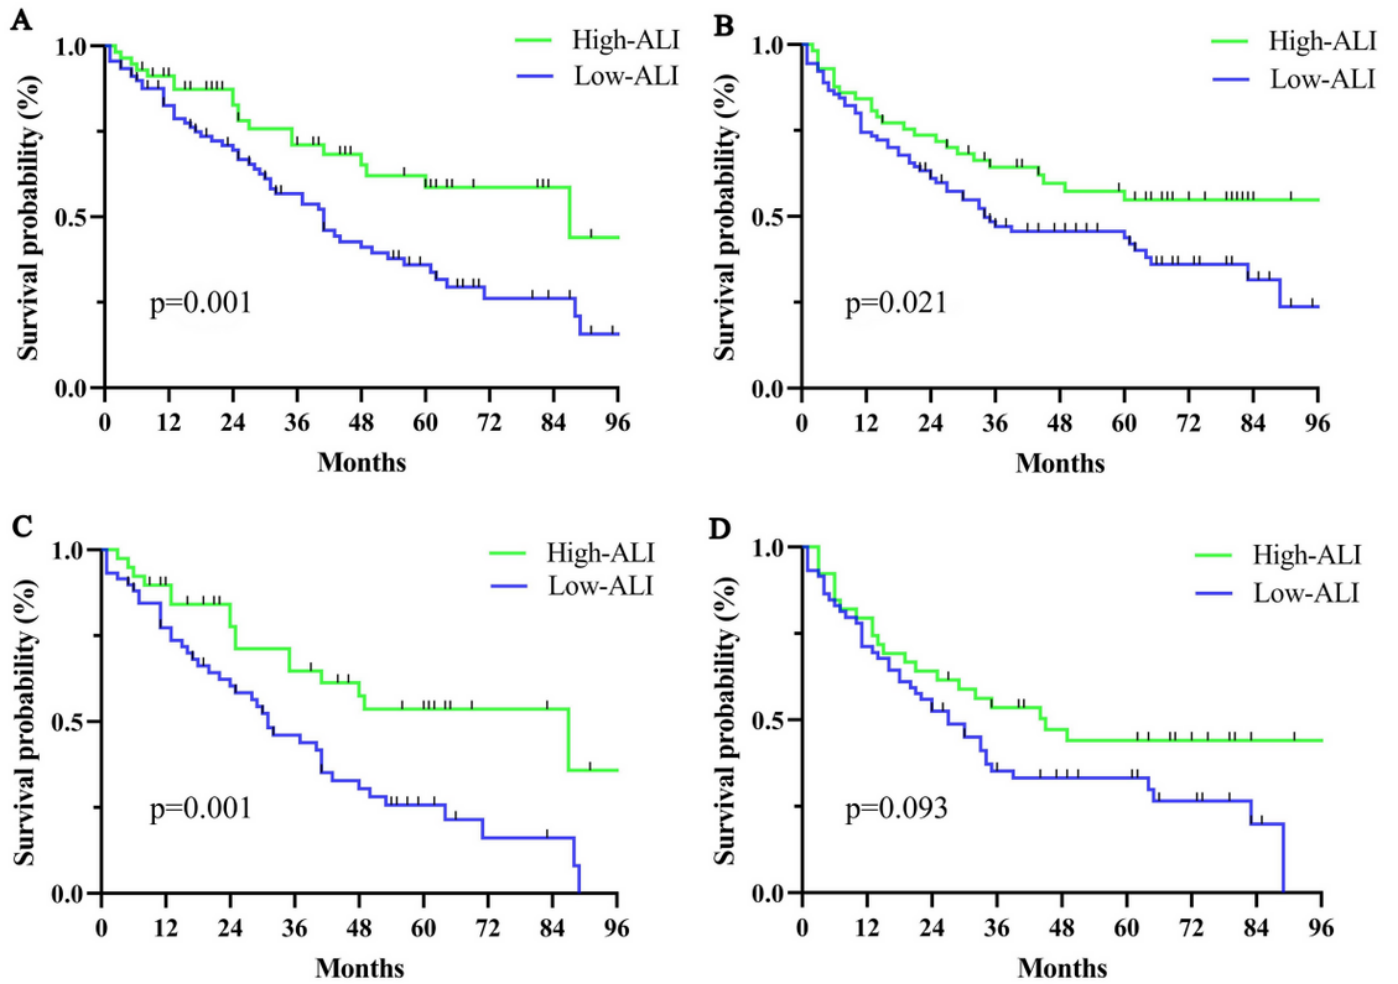 A
High-ALI
Low-ALI
Survival probability (%)
1.0
0.5
0.0
p=0.001
0 12 24 36 48 60 72 84 96
Months
B
High-ALI
Low-ALI
Survival probability (%)
1.0
0.5
0.0
p=0.021
0 12 24 36 48 60 72 84 96
Months
C
High-ALI
Low-ALI
Survival probability (%)
1.0
0.5
0.0
p=0.001
0 12 24 36 48 60 72 84 96
Months
D
High-ALI
Low-ALI
Survival probability (%)
1.0
0.5
0.0
p=0.093
0 12 24 36 48 60 72 84 96
Months